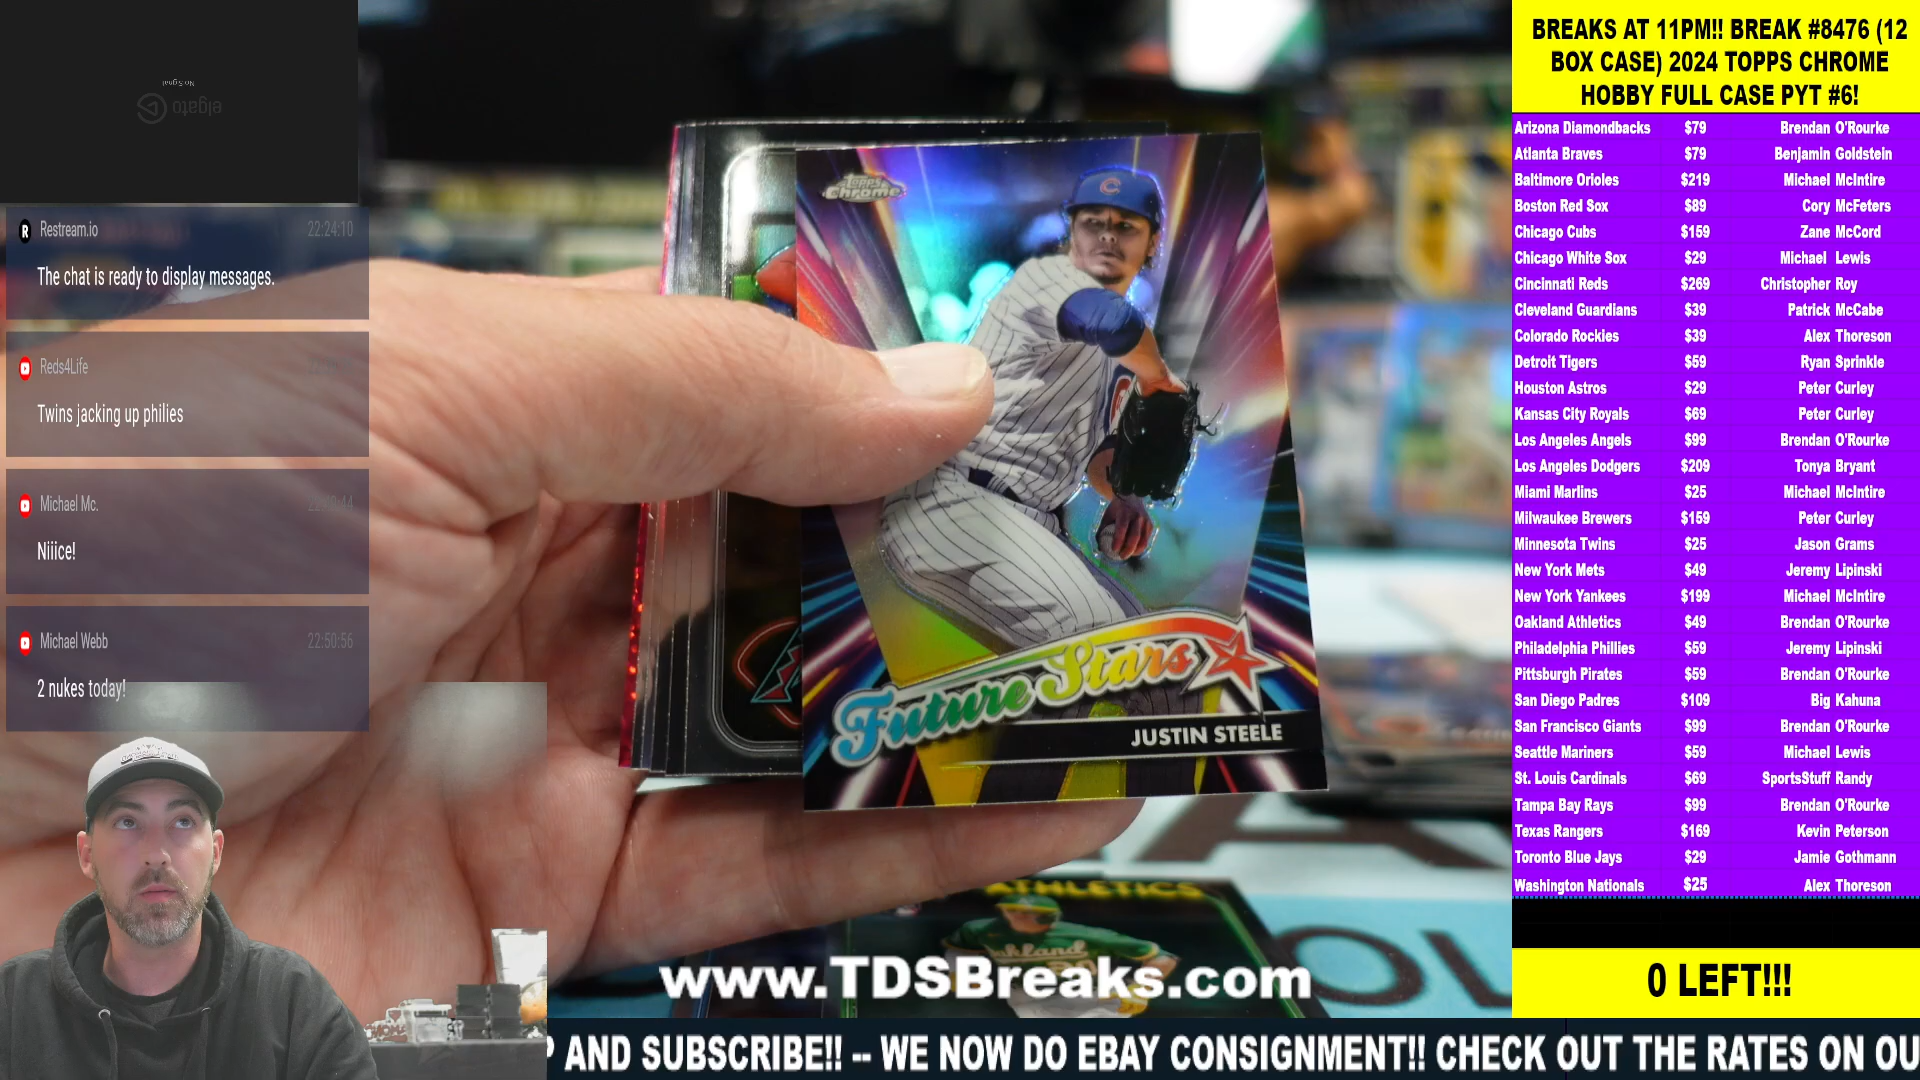 No Signal
elgato
Restream.io 22:24:10
The chat is ready to display messages.
Reds4Life
Twins jacking up philies
Michael Mc.
Niiice!
Michael Webb 22:50:56
2 nukes today!
Topps Chrome
C
Future Stars
JUSTIN STEELE
ATHLETICS
Oakland
www.TDSBreaks.com
AND SUBSCRIBE!! -- WE NOW DO EBAY CONSIGNMENT!! CHECK OUT THE RATES ON OU
BREAKS AT 11PM!! BREAK #8476 (12
BOX CASE) 2024 TOPPS CHROME
HOBBY FULL CASE PYT #6!
Arizona Diamondbacks $79 Brendan O'Rourke
Atlanta Braves $79 Benjamin Goldstein
Baltimore Orioles $219 Michael McIntire
Boston Red Sox $89 Cory McFeters
Chicago Cubs $159 Zane McCord
Chicago White Sox $29 Michael Lewis
Cincinnati Reds $269 Christopher Roy
Cleveland Guardians $39 Patrick McCabe
Colorado Rockies $39 Alex Thoreson
Detroit Tigers $59 Ryan Sprinkle
Houston Astros $29 Peter Curley
Kansas City Royals $69 Peter Curley
Los Angeles Angels $99 Brendan O'Rourke
Los Angeles Dodgers $209 Tonya Bryant
Miami Marlins $25 Michael McIntire
Milwaukee Brewers $159 Peter Curley
Minnesota Twins $25 Jason Grams
New York Mets $49 Jeremy Lipinski
New York Yankees $199 Michael McIntire
Oakland Athletics $49 Brendan O'Rourke
Philadelphia Phillies $59 Jeremy Lipinski
Pittsburgh Pirates $59 Brendan O'Rourke
San Diego Padres $109 Big Kahuna
San Francisco Giants $99 Brendan O'Rourke
Seattle Mariners $59 Michael Lewis
St. Louis Cardinals $69 SportsStuff Randy
Tampa Bay Rays $99 Brendan O'Rourke
Texas Rangers $169 Kevin Peterson
Toronto Blue Jays $29 Jamie Gothmann
Washington Nationals $25 Alex Thoreson
0 LEFT!!!